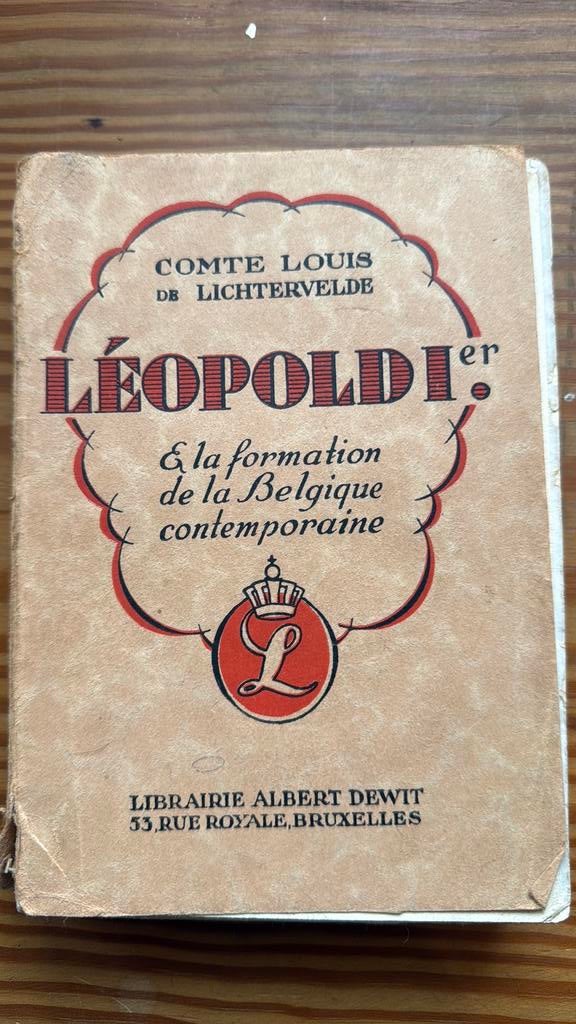 COMTE LOUIS
DE LICHTERVELDE
LÉOPOLD Ier.
& la formation
de la Belgique
contemporaine
L
LIBRAIRIE ALBERT DEWIT
53, RUE ROYALE, BRUXELLES